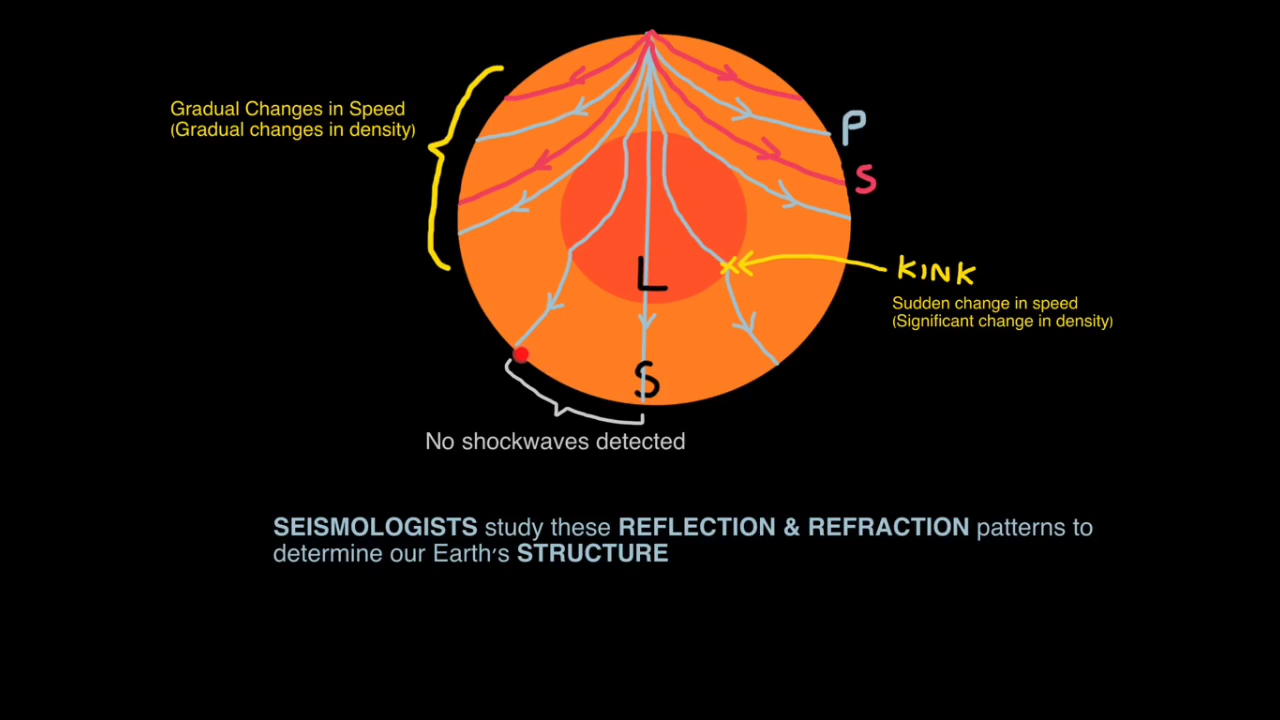 Gradual Changes in Speed
(Gradual changes in density)
P
S
KINK
Sudden change in speed
(Significant change in density)
L
S
No shockwaves detected
SEISMOLOGISTS study these REFLECTION & REFRACTION patterns to
determine our Earth's STRUCTURE